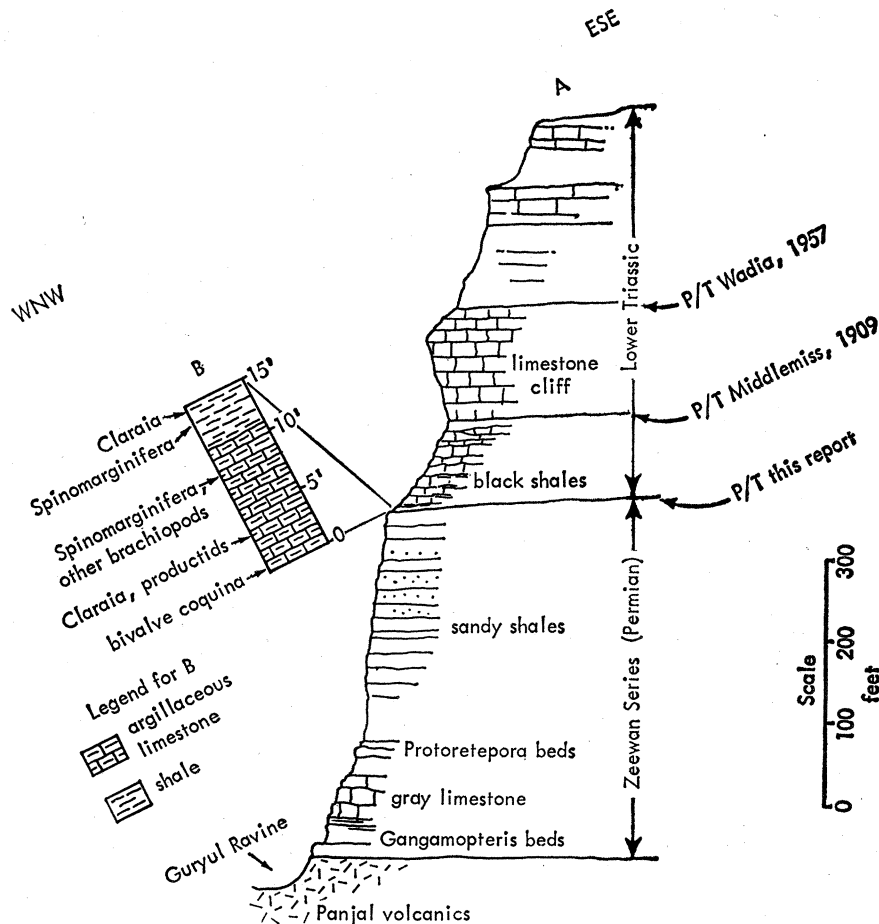 ESE
A
WNW
P/T Wadia, 1957
Lower Triassic
P/T Middlemiss, 1909
limestone
cliff
B
15'
10'
5'
0
Claraia
Spinomarginifera
Spinomarginifera,
other brachiopods
Claraia, productids
bivalve coquina
black shales
P/T this report
sandy shales
Zeewan Series (Permian)
Scale
feet
300
200
100
0
Legend for B
argillaceous
limestone
shale
Protoretepora beds
gray limestone
Gangamopteris beds
Guryul Ravine
Panjal volcanics